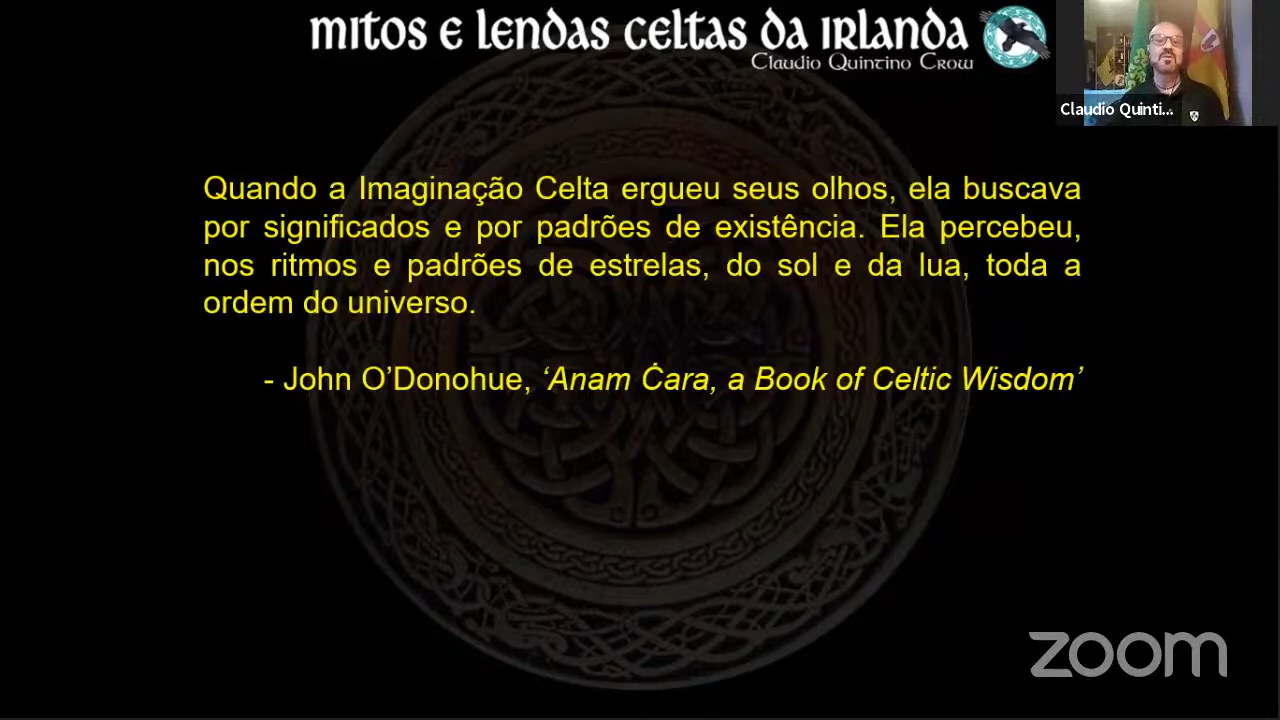 mitos e lendas celtas da irlanda
Claudio Quintino Crow
Claudio Quinti...
Quando a Imaginação Celta ergueu seus olhos, ela buscava
por significados e por padrões de existência. Ela percebeu,
nos ritmos e padrões de estrelas, do sol e da lua, toda a
ordem do universo.
- John O’Donohue, ‘Anam Ċara, a Book of Celtic Wisdom’
zoom